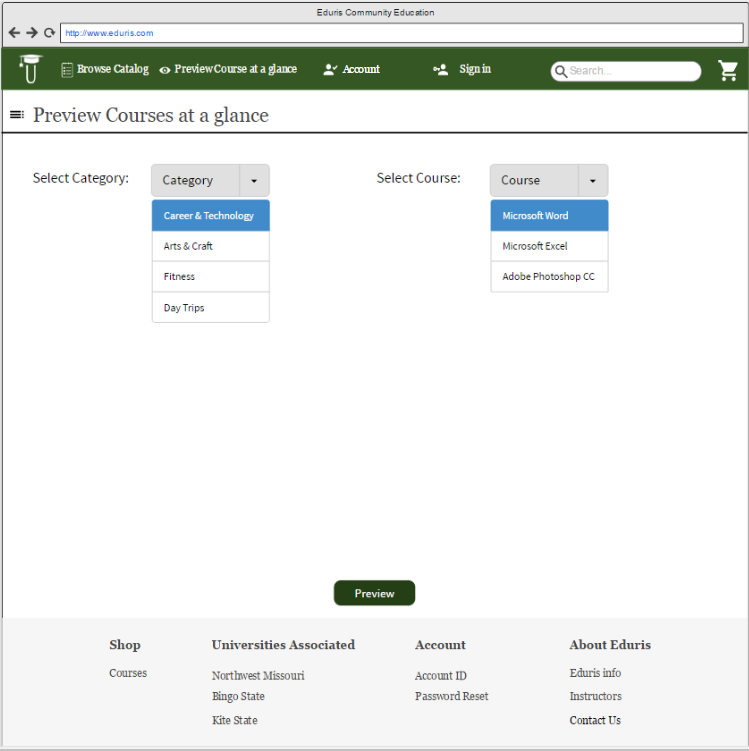 Eduris Community Education
http://www.eduris.com
Browse Catalog Preview Course at a glance Account Sign in Search...
Preview Courses at a glance
Select Category: Category Select Course: Course
Career & Technology Microsoft Word
Arts & Craft Microsoft Excel
Fitness Adobe Photoshop CC
Day Trips
Preview
Shop Universities Associated Account About Eduris
Courses Northwest Missouri Account ID Eduris info
Bingo State Password Reset Instructors
Kite State Contact Us